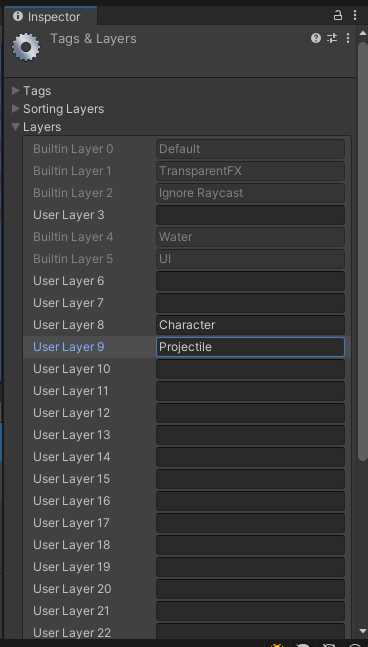 Inspector
Tags & Layers
Tags
Sorting Layers
Layers
Builtin Layer 0 Default
Builtin Layer 1 TransparentFX
Builtin Layer 2 Ignore Raycast
User Layer 3
Builtin Layer 4 Water
Builtin Layer 5 UI
User Layer 6
User Layer 7
User Layer 8 Character
User Layer 9 Projectile
User Layer 10
User Layer 11
User Layer 12
User Layer 13
User Layer 14
User Layer 15
User Layer 16
User Layer 17
User Layer 18
User Layer 19
User Layer 20
User Layer 21
User Layer 22